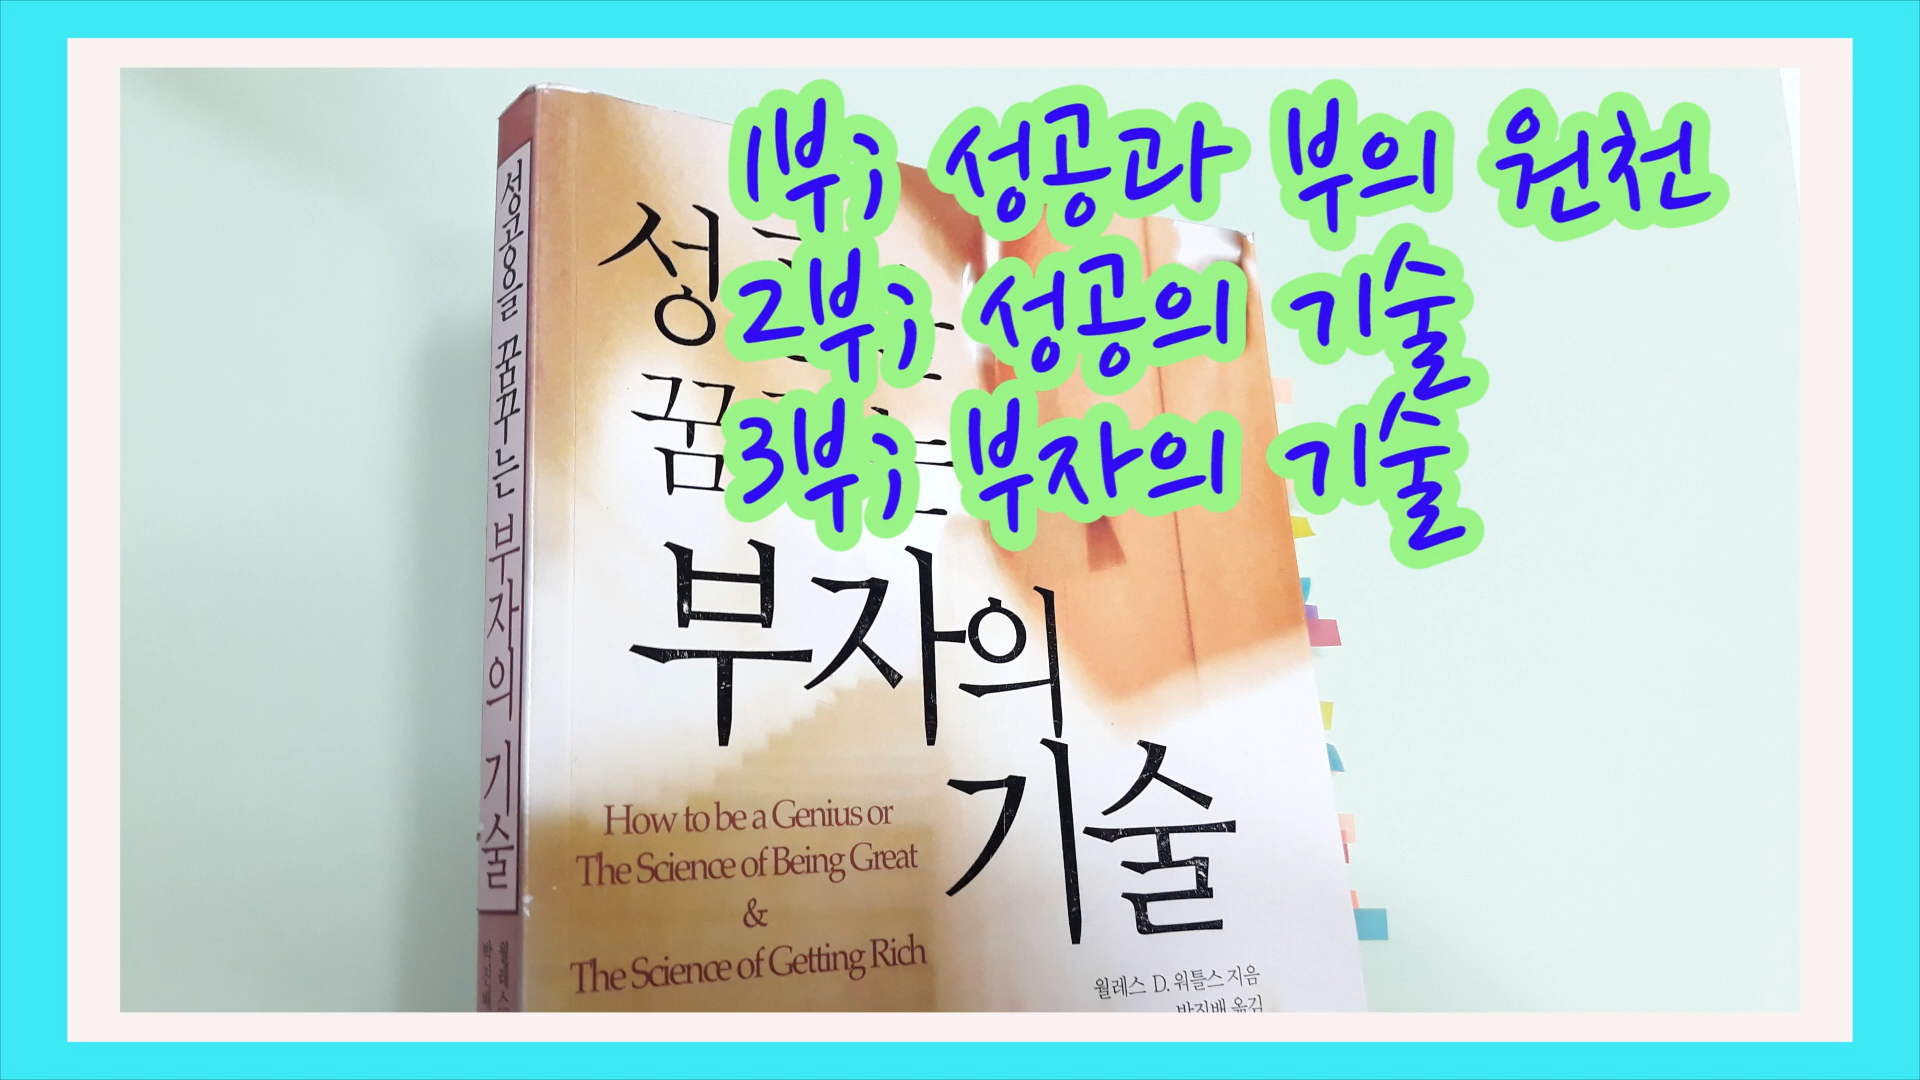 1부; 성공과 부의 원천
2부; 성공의 기술
3부; 부자의 기술
성공을 꿈꾸는 부자의 기술
부자의
기술
How to be a Genius or
The Science of Being Great
&
The Science of Getting Rich
월레스 D. 워틀스 지음